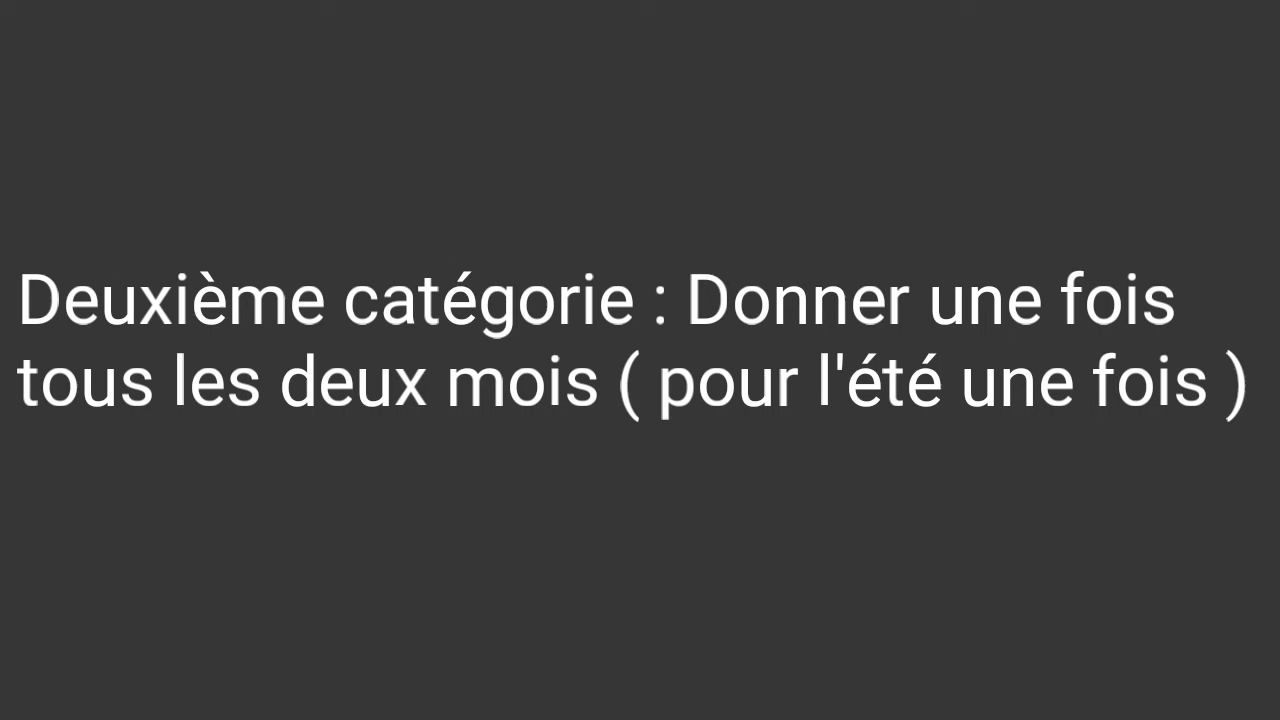 Deuxième catégorie : Donner une fois
tous les deux mois ( pour l'été une fois )